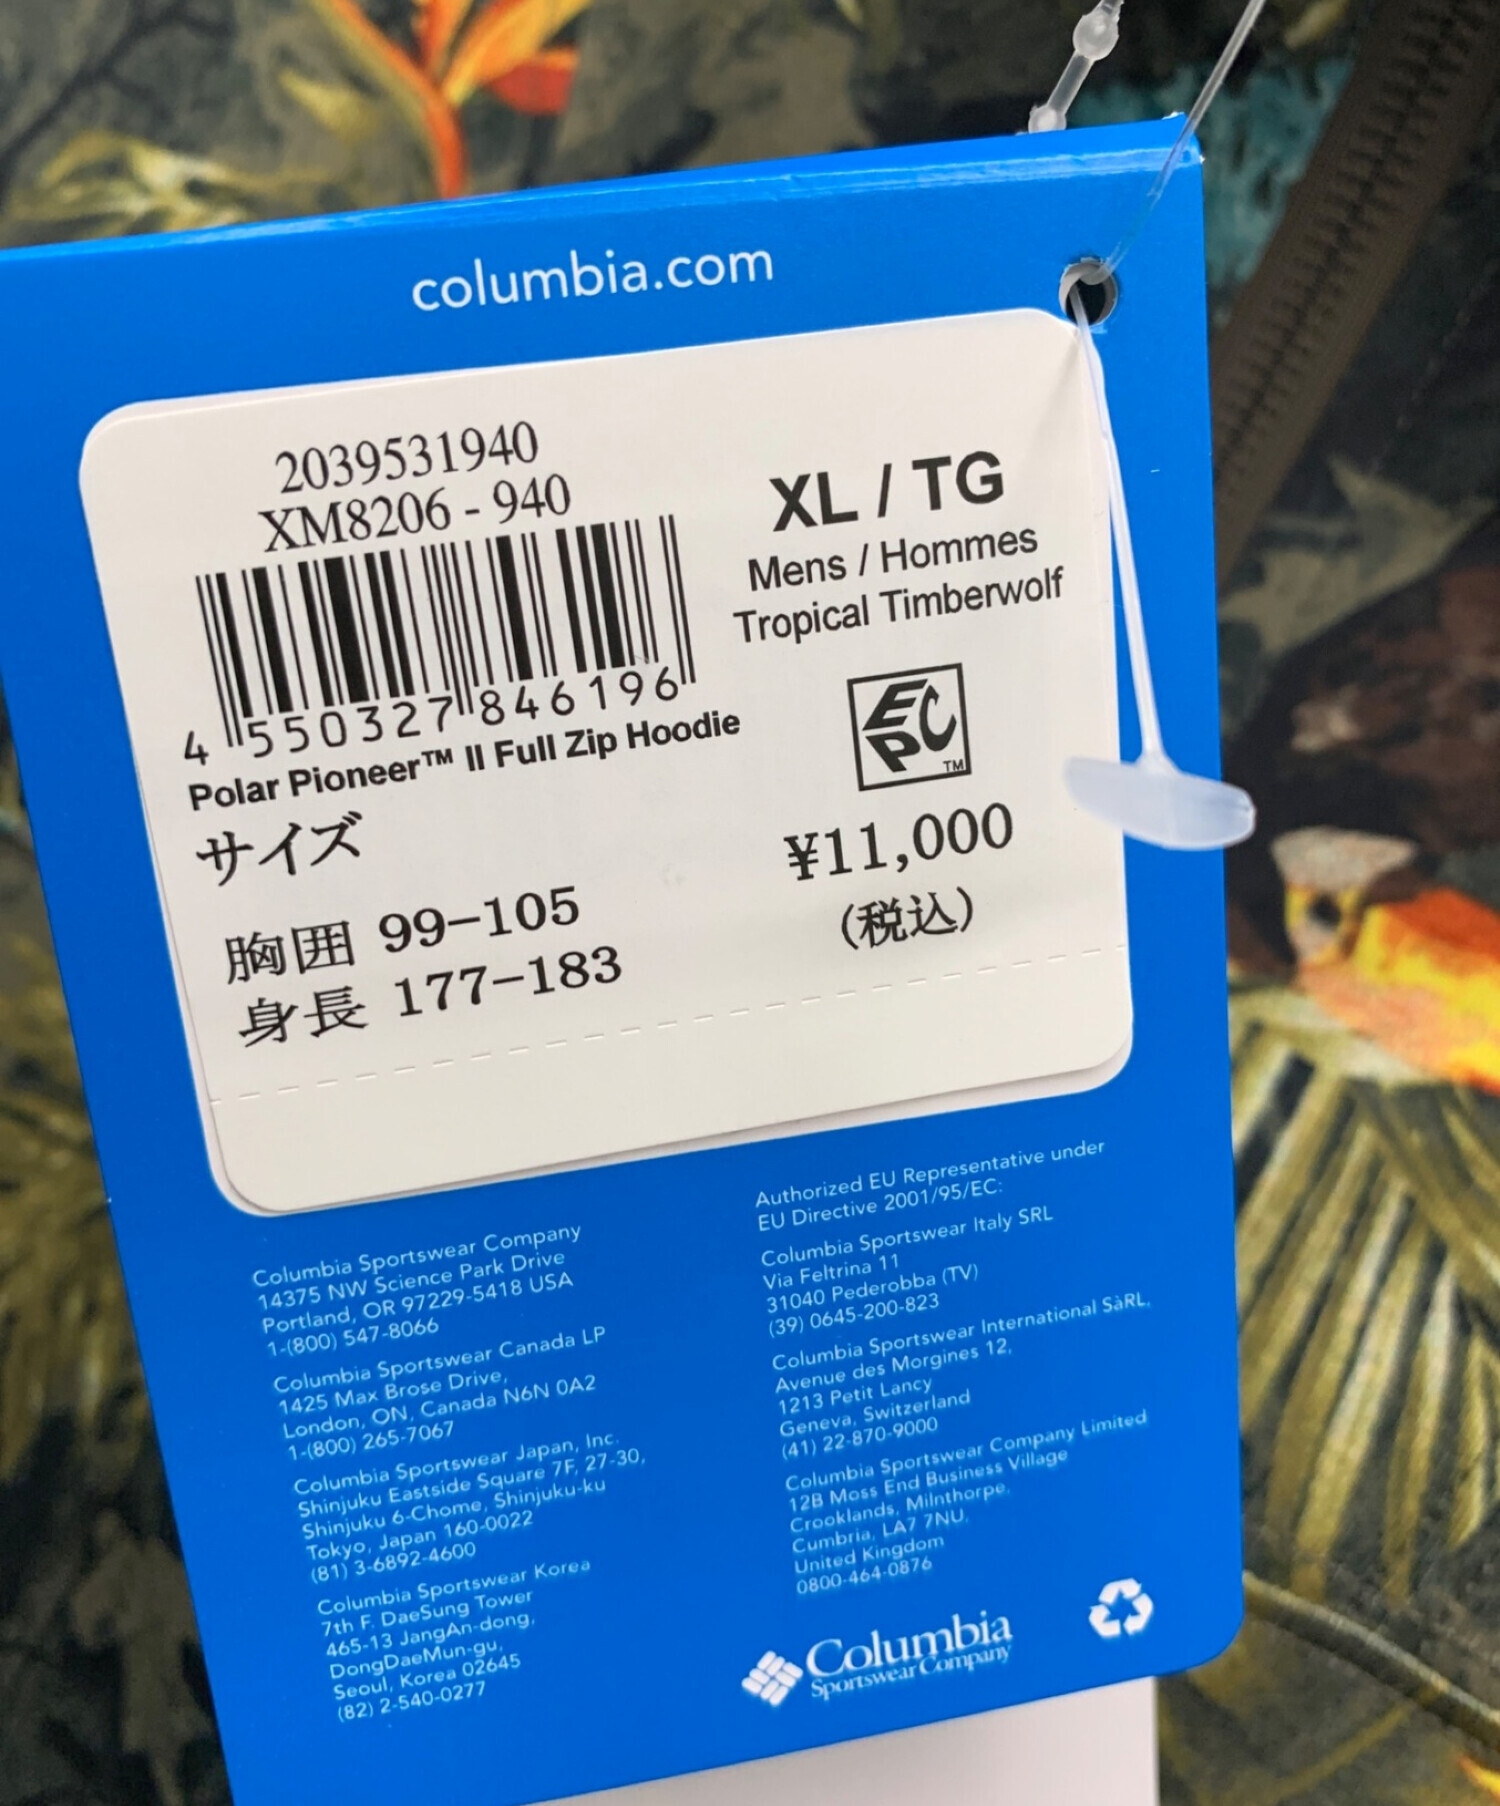 columbia.com
2039531940
XM8206 - 940
4 550327 846196
Polar Pioneer™ II Full Zip Hoodie
サイズ
胸囲 99-105
身長 177-183
XL / TG
Mens / Hommes
Tropical Timberwolf
EPC
TM
¥11,000
(税込)
Columbia Sportswear Company
14375 NW Science Park Drive
Portland, OR 97229-5418 USA
1-(800) 547-8066
Columbia Sportswear Canada LP
1425 Max Brose Drive,
London, ON, Canada N6N 0A2
1-(800) 265-7067
Columbia Sportswear Japan, Inc.
Shinjuku Eastside Square 7F, 27-30,
Shinjuku 6-Chome, Shinjuku-ku
Tokyo, Japan 160-0022
(81) 3-6892-4600
Columbia Sportswear Korea
7th F. DaeSung Tower
465-13 JangAn-dong,
DongDaeMun-gu,
Seoul, Korea 02645
(82) 2-540-0277
Authorized EU Representative under
EU Directive 2001/95/EC:
Columbia Sportswear Italy SRL
Via Feltrina 11
31040 Pederobba (TV)
(39) 0645-200-823
Columbia Sportswear International SàRL,
Avenue des Morgines 12,
1213 Petit Lancy
Geneva, Switzerland
(41) 22-870-9000
Columbia Sportswear Company Limited
12B Moss End Business Village
Crooklands, Milnthorpe,
Cumbria, LA7 7NU,
United Kingdom
0800-464-0876
Columbia
Sportswear Company